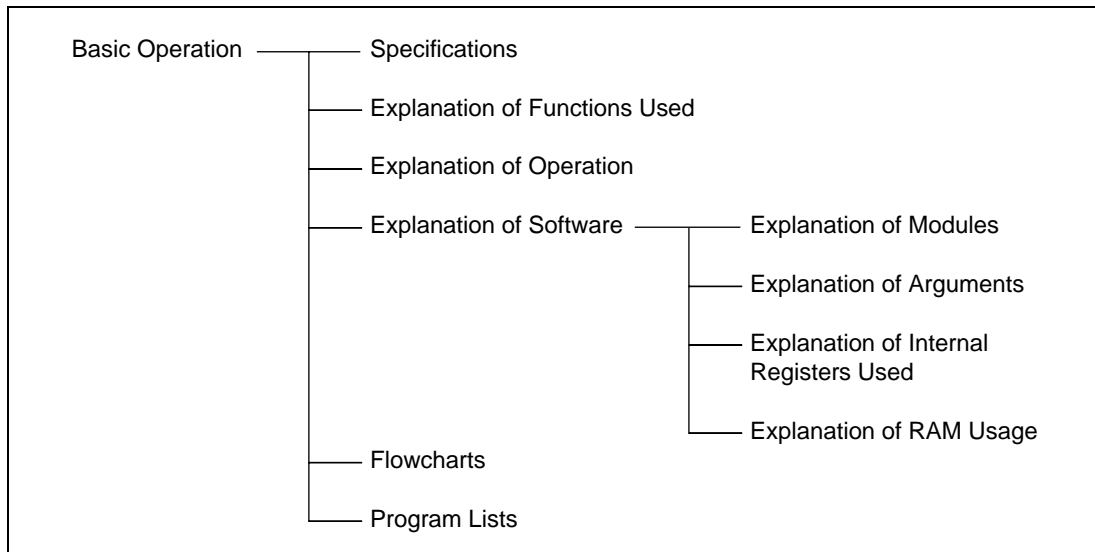 Basic Operation
Specifications
Explanation of Functions Used
Explanation of Operation
Explanation of Software
Explanation of Modules
Explanation of Arguments
Explanation of Internal
Registers Used
Explanation of RAM Usage
Flowcharts
Program Lists